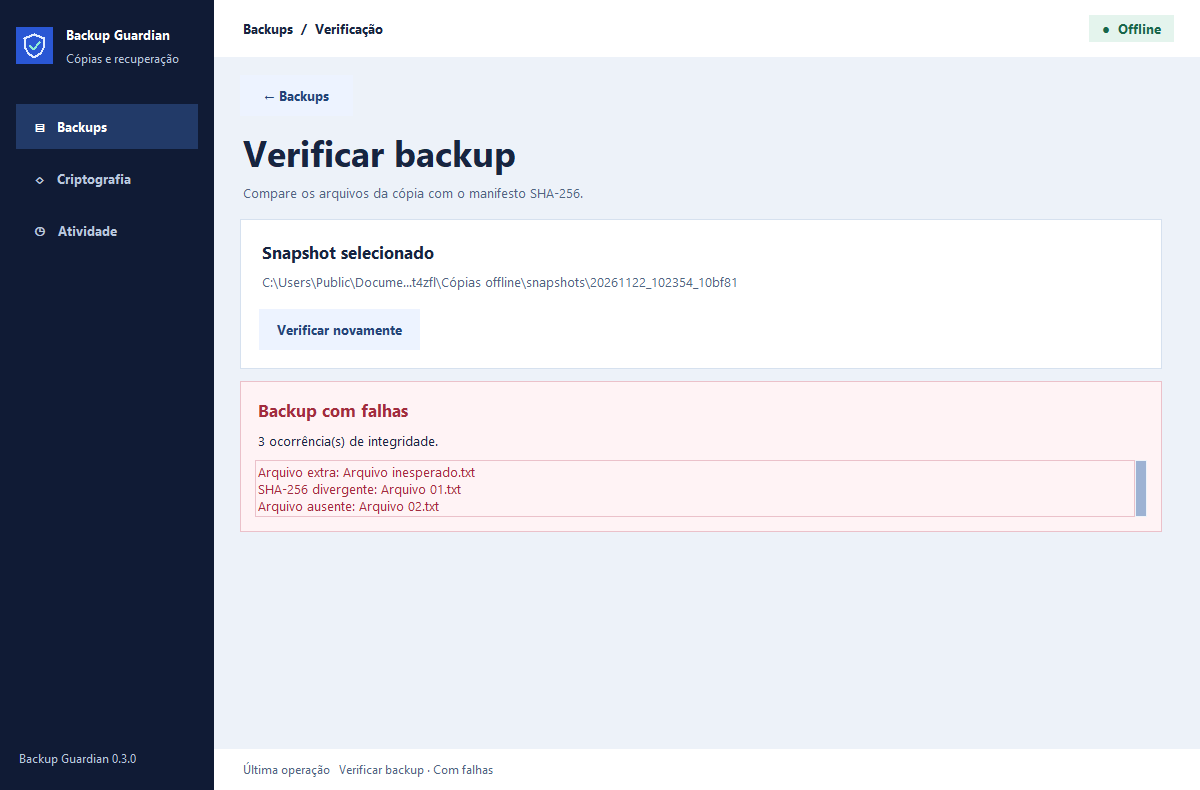 Backup Guardian
Cópias e recuperação
Backups
Criptografia
Atividade
Backup Guardian 0.3.0
Backups / Verificação
● Offline
← Backups
Verificar backup
Compare os arquivos da cópia com o manifesto SHA-256.
Snapshot selecionado
C:\Users\Public\Docume...t4zfl\Cópias offline\snapshots\20261122_102354_10bf81
Verificar novamente
Backup com falhas
3 ocorrência(s) de integridade.
Arquivo extra: Arquivo inesperado.txt
SHA-256 divergente: Arquivo 01.txt
Arquivo ausente: Arquivo 02.txt
Última operação Verificar backup · Com falhas